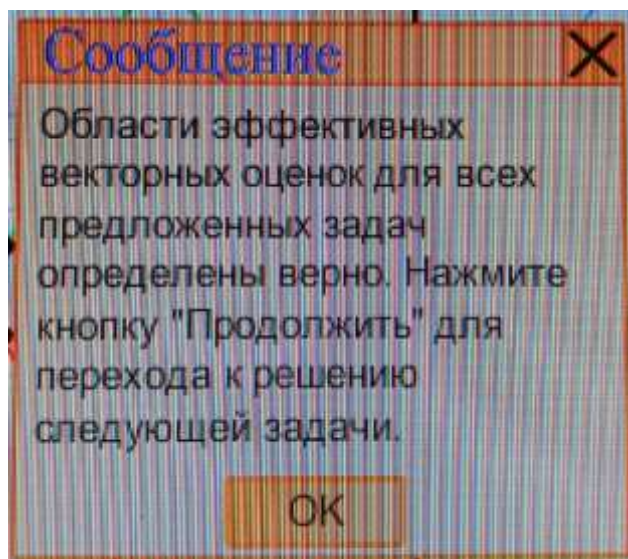 Сообщение
Области эффективных
векторных оценок для всех
предложенных задач
определены верно. Нажмите
кнопку "Продолжить" для
перехода к решению
следующей задачи.
OK